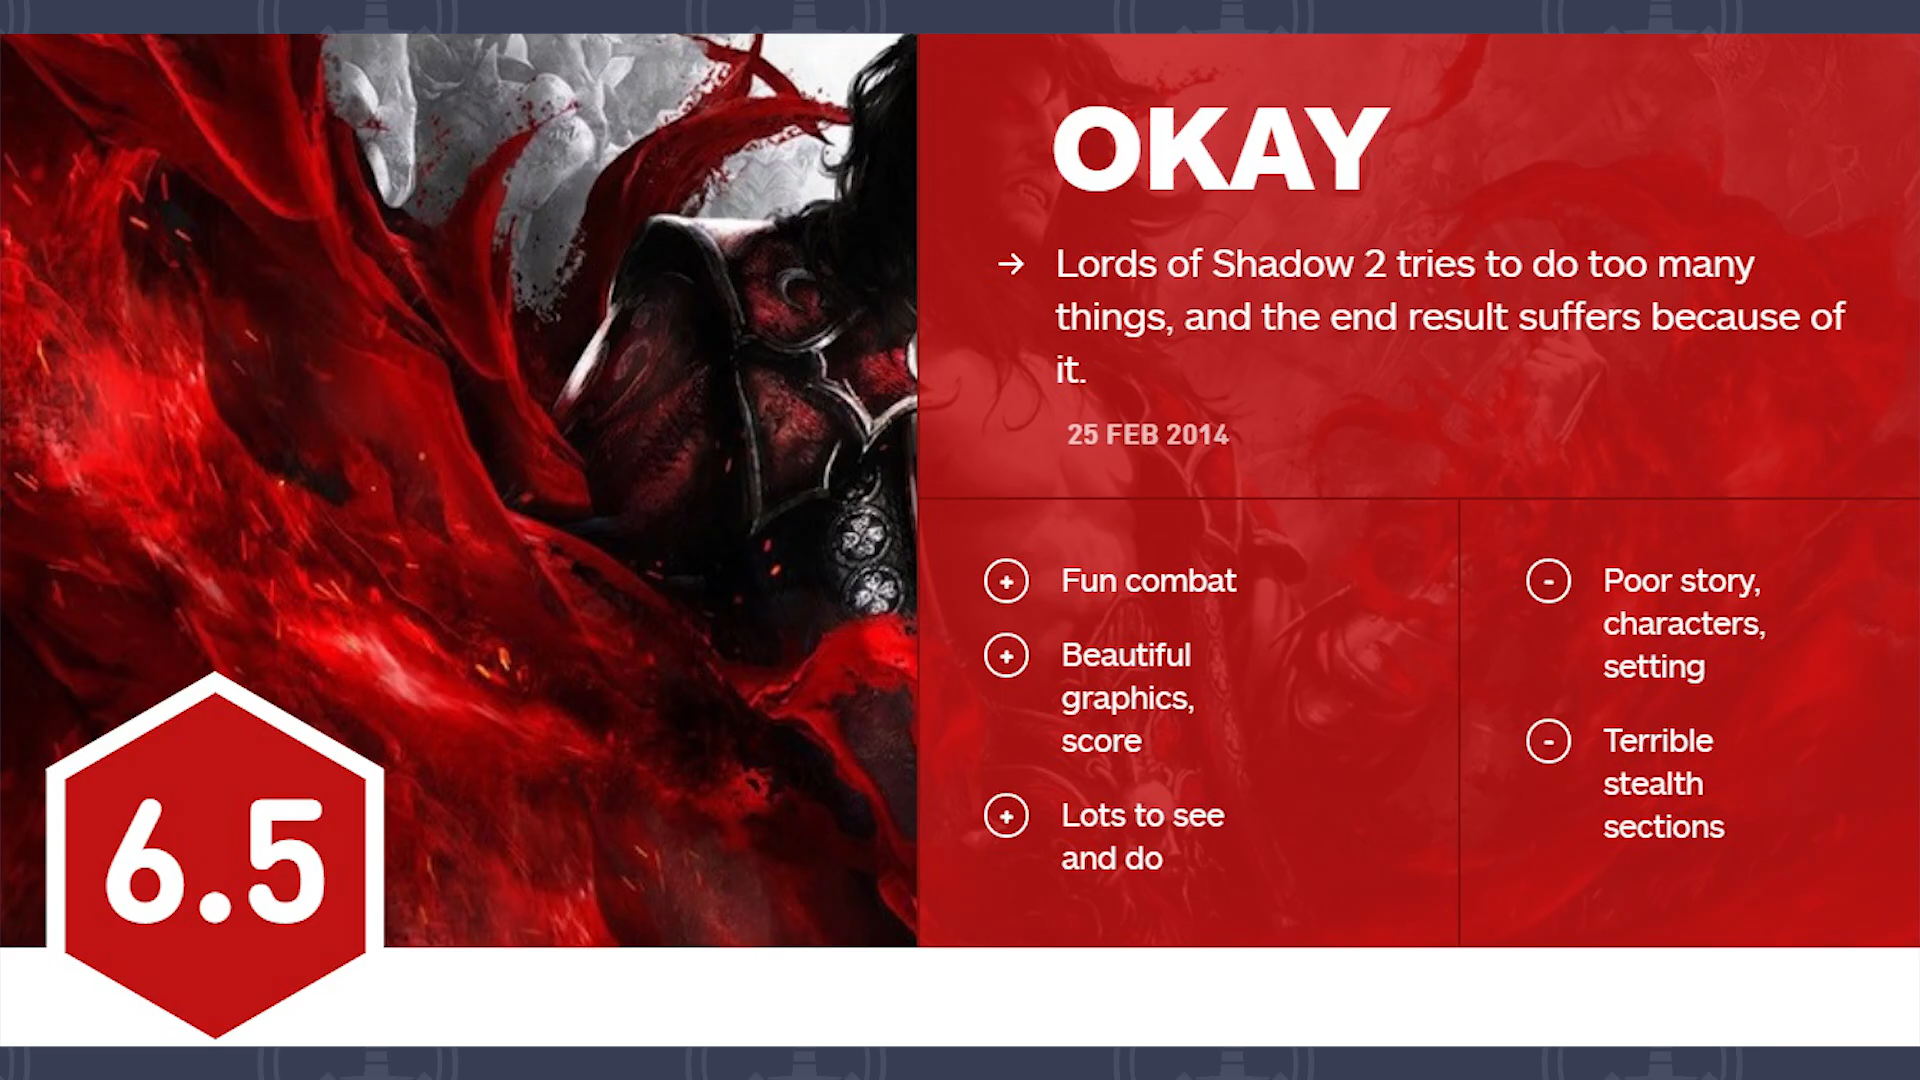 OKAY
→ Lords of Shadow 2 tries to do too many
things, and the end result suffers because of
it.
25 FEB 2014
+ Fun combat
+ Beautiful
graphics,
score
+ Lots to see
and do
- Poor story,
characters,
setting
- Terrible
stealth
sections
6.5